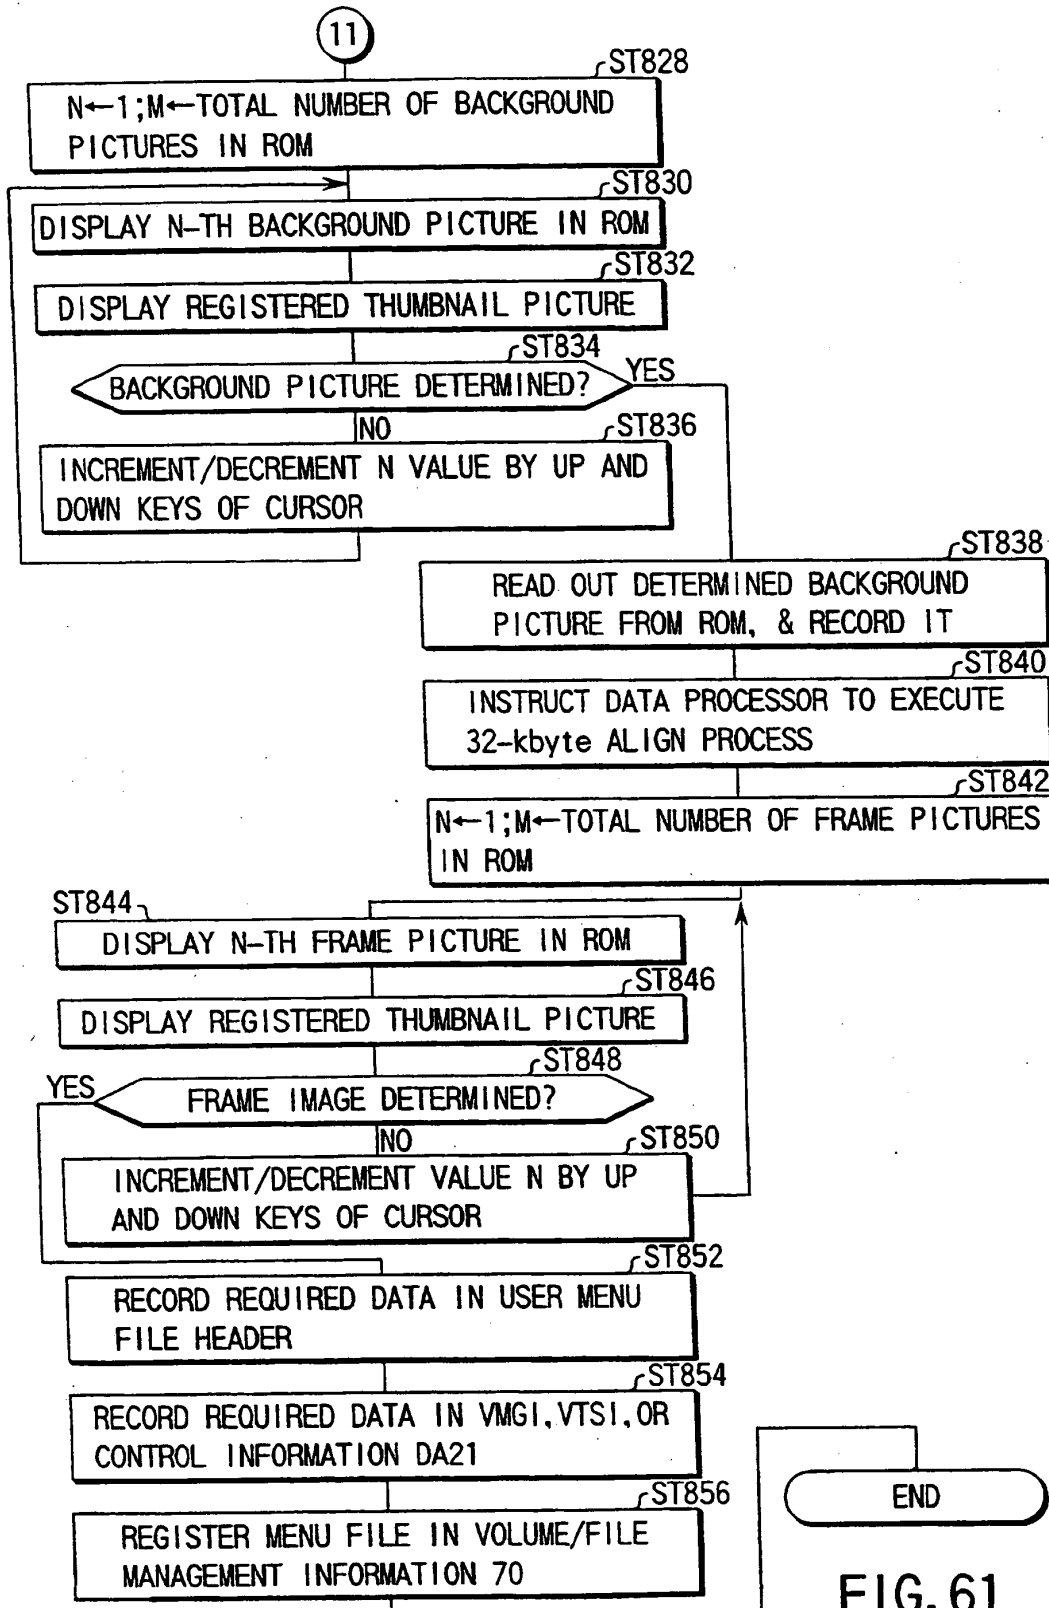 11
ST828
N←1;M←TOTAL NUMBER OF BACKGROUND
PICTURES IN ROM
ST830
DISPLAY N-TH BACKGROUND PICTURE IN ROM
ST832
DISPLAY REGISTERED THUMBNAIL PICTURE
ST834
BACKGROUND PICTURE DETERMINED?
YES
NO
ST836
INCREMENT/DECREMENT N VALUE BY UP AND
DOWN KEYS OF CURSOR
ST838
READ OUT DETERMINED BACKGROUND
PICTURE FROM ROM, & RECORD IT
ST840
INSTRUCT DATA PROCESSOR TO EXECUTE
32-kbyte ALIGN PROCESS
ST842
N←1;M←TOTAL NUMBER OF FRAME PICTURES
IN ROM
ST844
DISPLAY N-TH FRAME PICTURE IN ROM
ST846
DISPLAY REGISTERED THUMBNAIL PICTURE
ST848
YES
FRAME IMAGE DETERMINED?
NO
ST850
INCREMENT/DECREMENT VALUE N BY UP
AND DOWN KEYS OF CURSOR
ST852
RECORD REQUIRED DATA IN USER MENU
FILE HEADER
ST854
RECORD REQUIRED DATA IN VMGI,VTSI,OR
CONTROL INFORMATION DA21
ST856
REGISTER MENU FILE IN VOLUME/FILE
MANAGEMENT INFORMATION 70
END
FIG.61